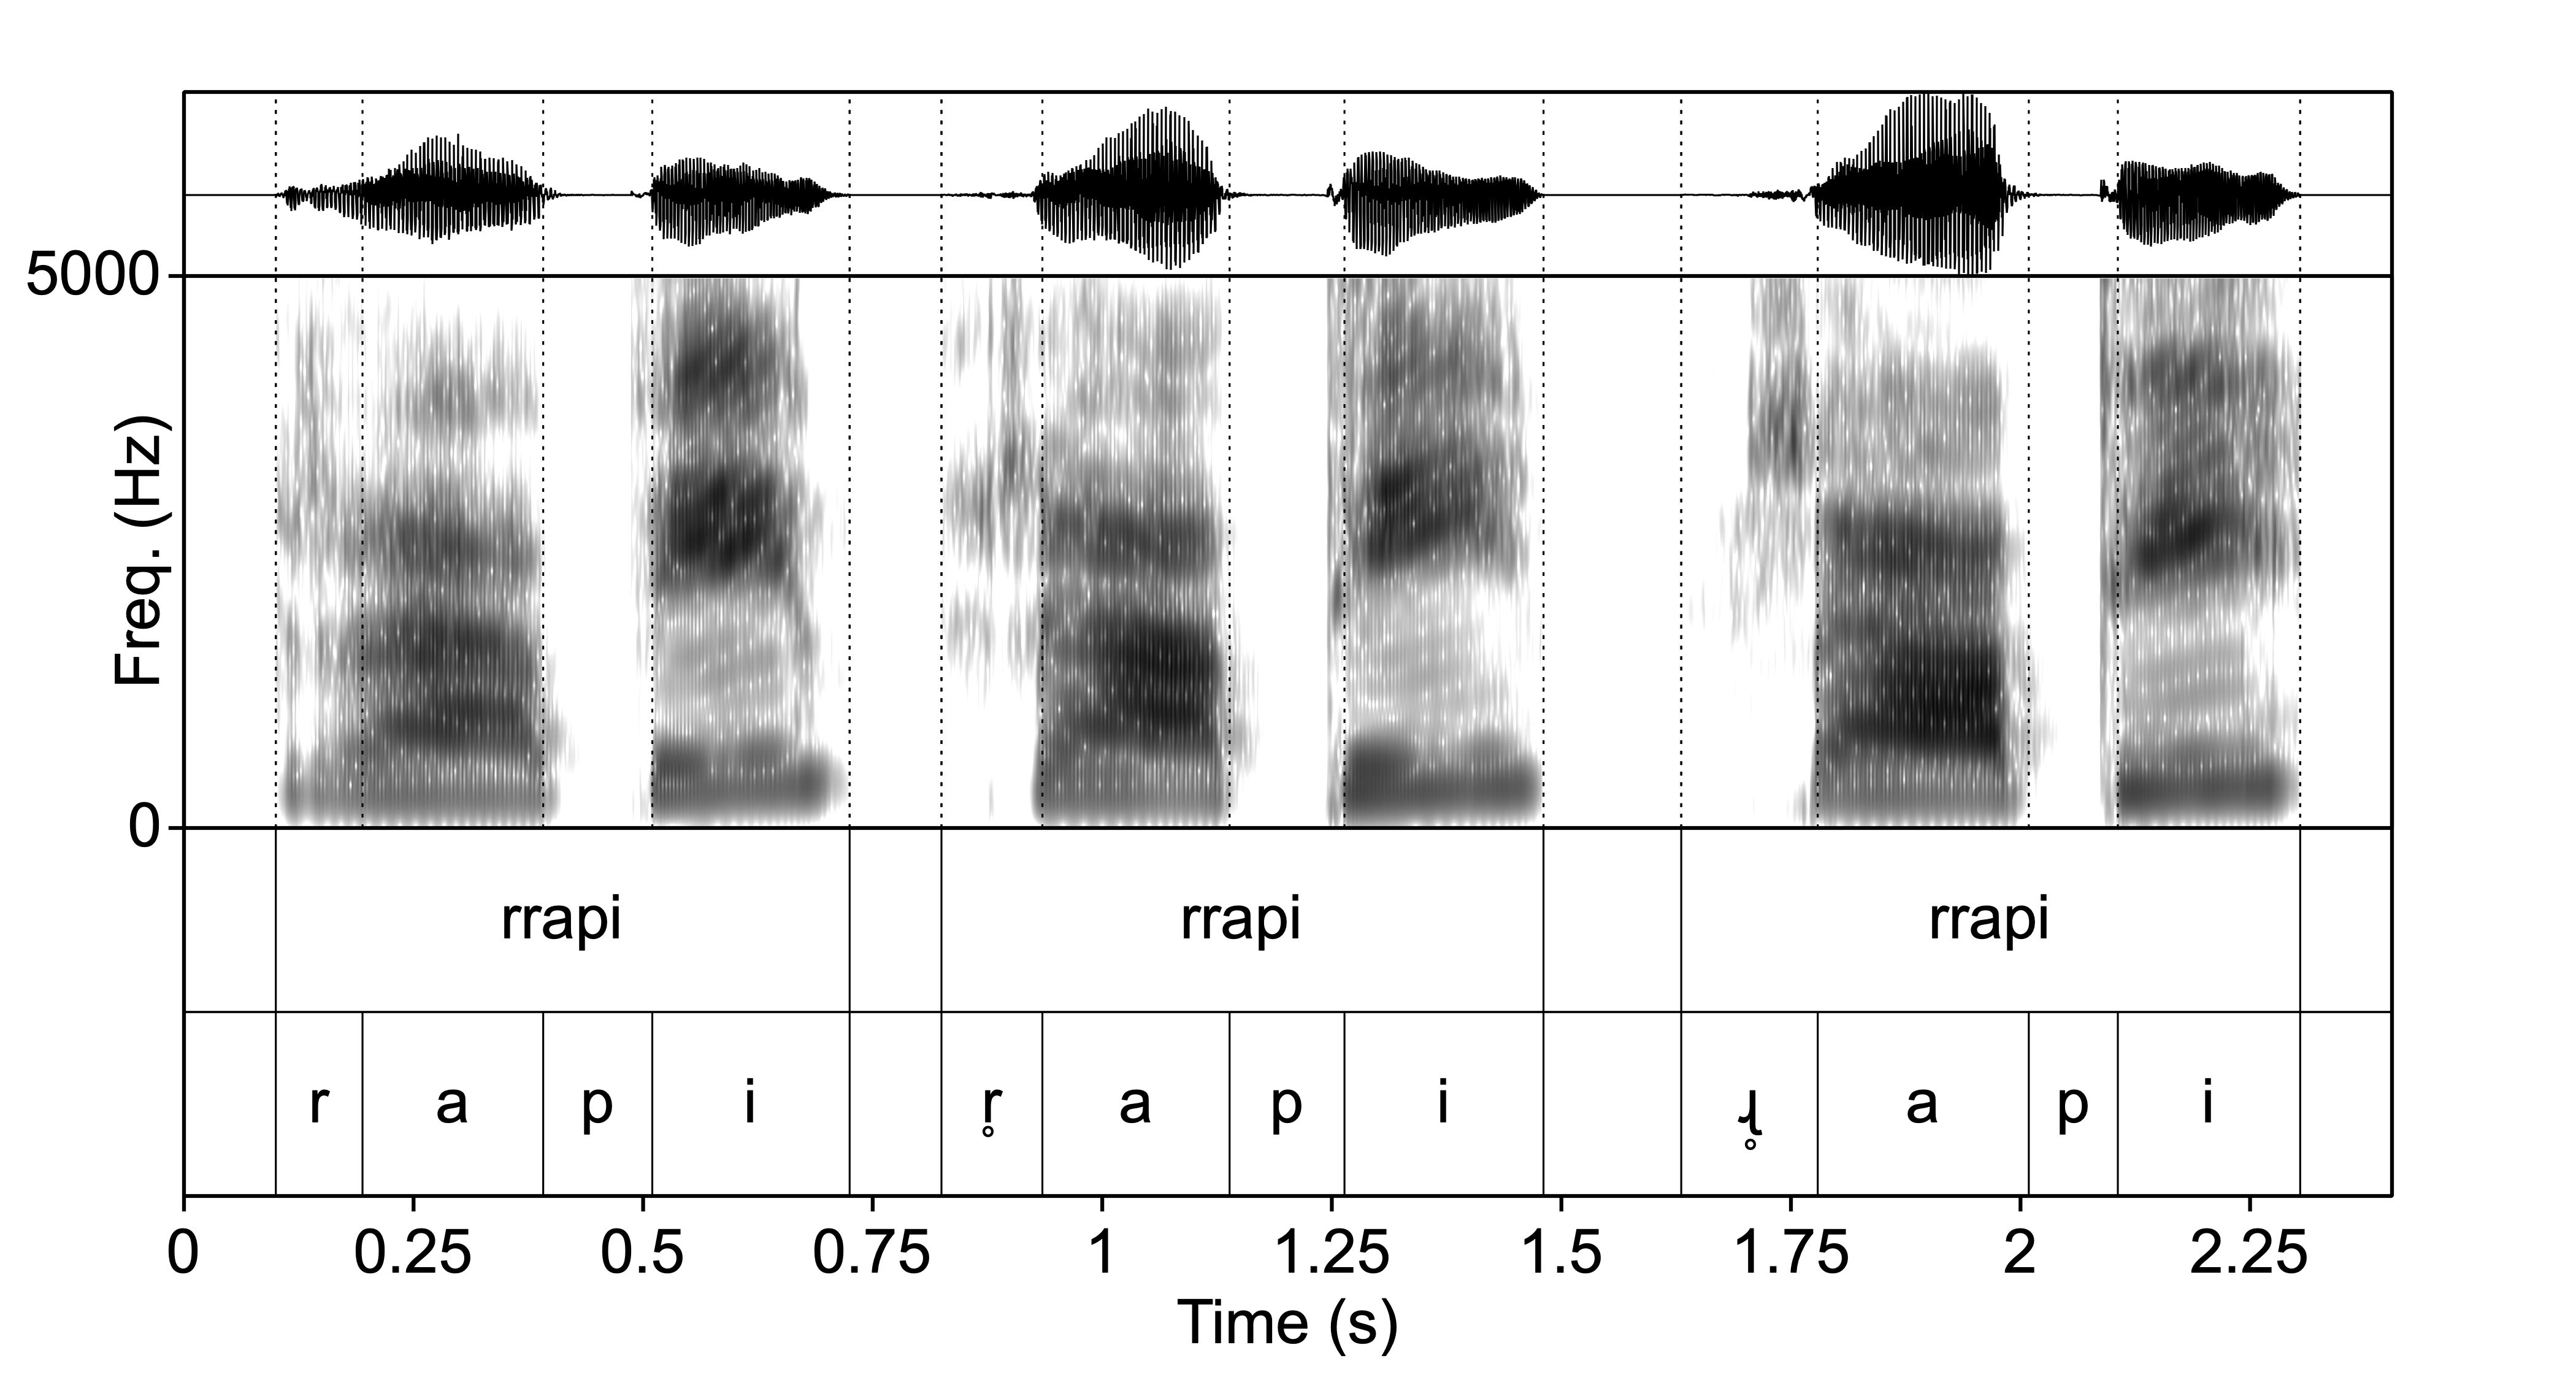 5000
Freq. (Hz)
0
rrapi rrapi rrapi
r a p i r̥ a p i ɻ̊ a p i
0 0.25 0.5 0.75 1 1.25 1.5 1.75 2 2.25
Time (s)